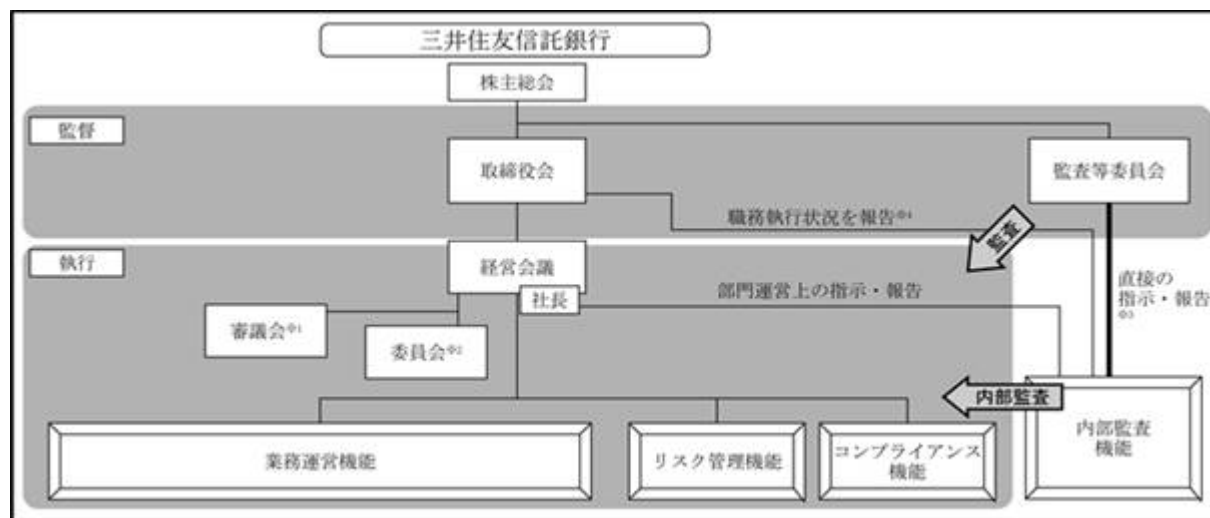 三井住友信託銀行
株主総会
監督
取締役会
監査等委員会
職務執行状況を報告※4
監査
執行
経営会議
社長
直接の
指示・報告
※3
部門運営上の指示・報告
審議会※1
委員会※2
内部監査
業務運営機能
リスク管理機能
コンプライアンス
機能
内部監査
機能